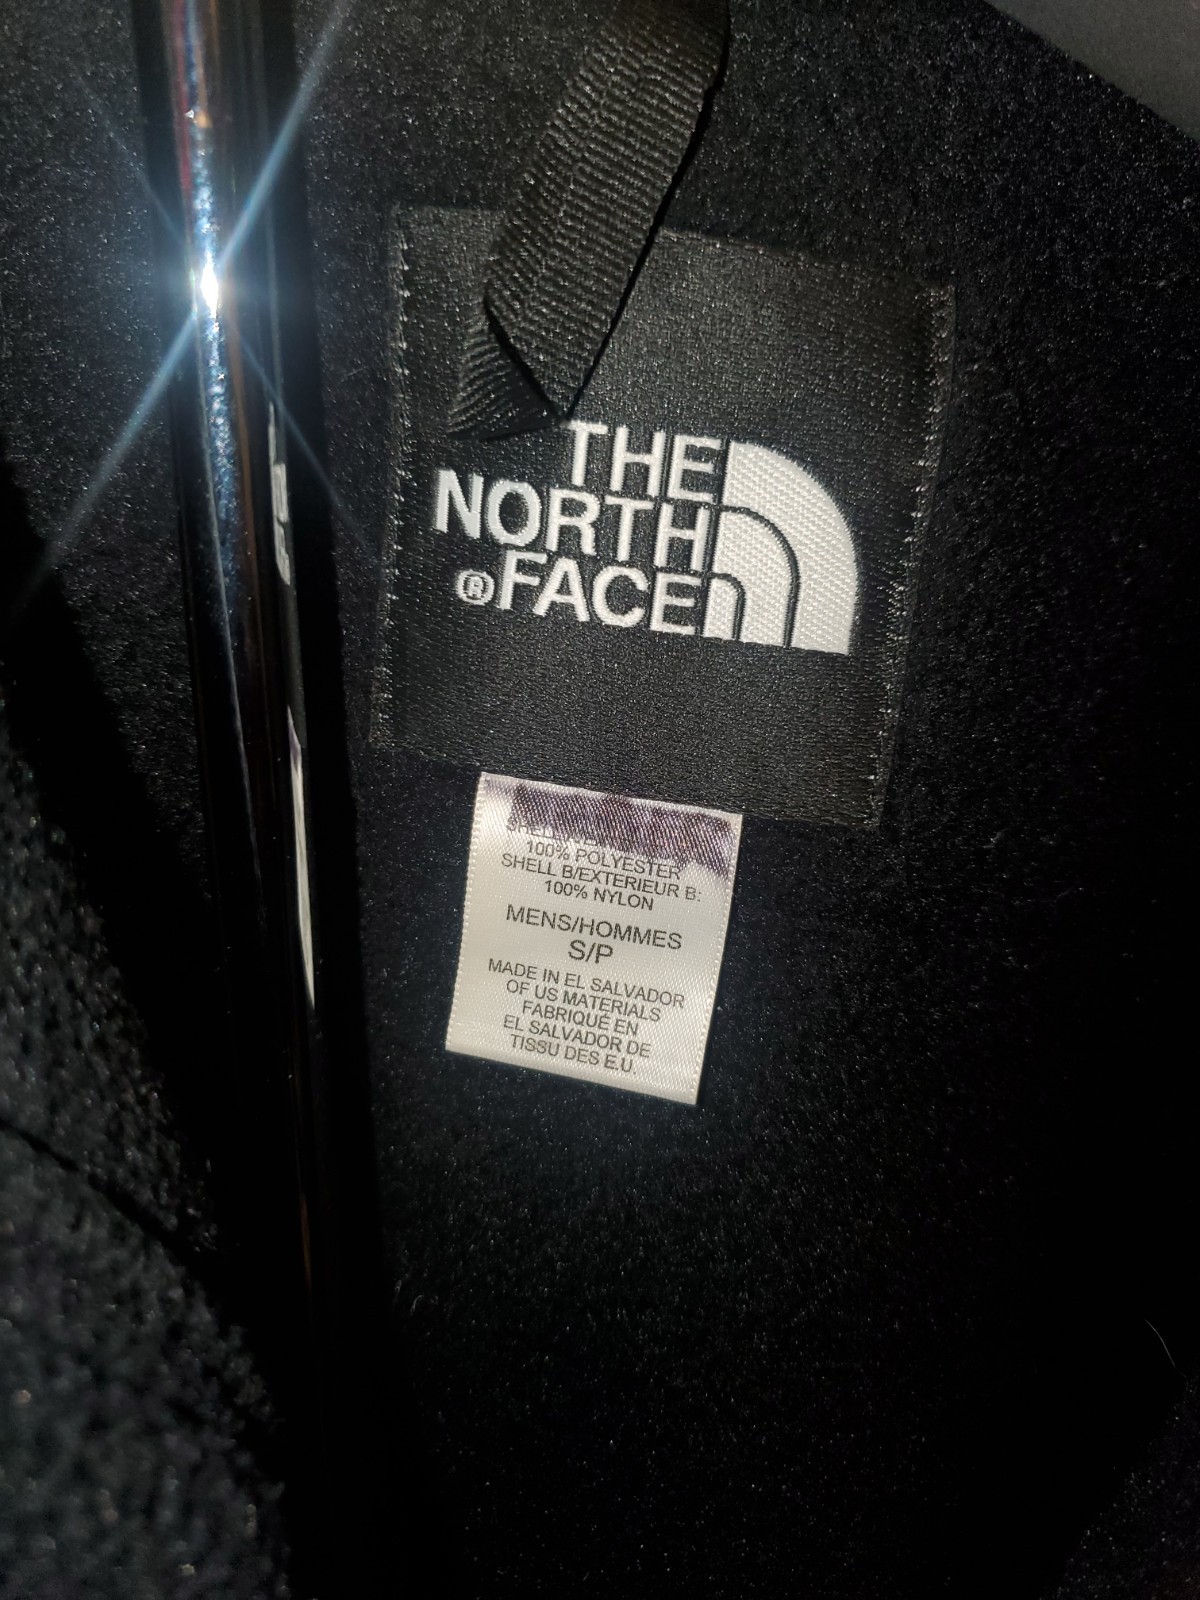 THE
NORTH
®FACE
100% POLYESTER
SHELL B/EXTERIEUR B:
100% NYLON
MENS/HOMMES
S/P
MADE IN EL SALVADOR
OF US MATERIALS
FABRIQUÉ EN
EL SALVADOR DE
TISSU DES E.U.